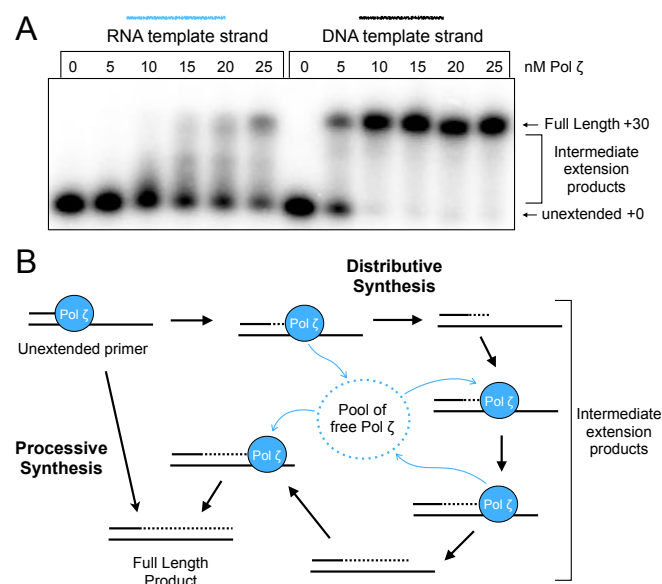 A
RNA template strand
DNA template strand
0 5 10 15 20 25 0 5 10 15 20 25 nM Pol ζ
Full Length +30
Intermediate
extension
products
unextended +0
B
Distributive
Synthesis
Pol ζ
Pol ζ
Unextended primer
Pol ζ
Pool of
free Pol ζ
Intermediate
extension
products
Processive
Synthesis
Pol ζ
Pol ζ
Full Length
Product